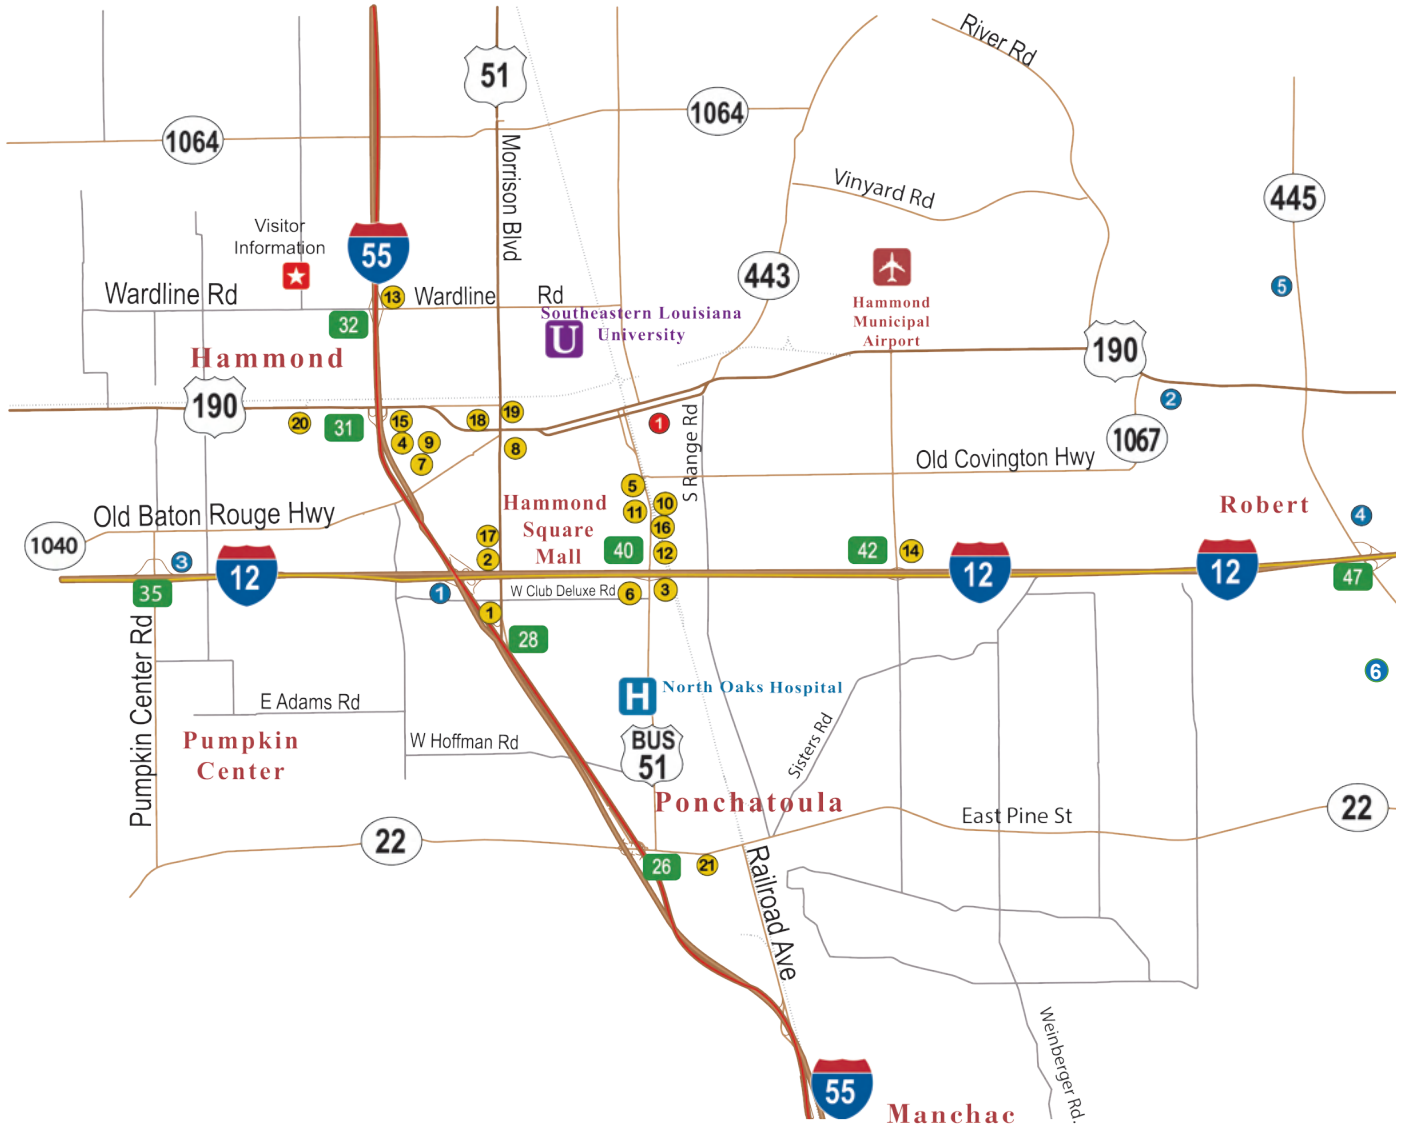 River Rd
51
1064
1064
Morrison Blvd
Vinyard Rd
445
Visitor
Information
55
443
5
Wardline Rd
13
Wardline Rd
Hammond
Municipal
Airport
Southeastern Louisiana
University
U
32
Hammond
190
190
2
20
31
15
18
19
1
4
9
7
8
1067
S Range Rd
Old Covington Hwy
5
10
11
16
12
Hammond
Square
Mall
Robert
4
Old Baton Rouge Hwy
1040
17
2
40
42
14
3
12
12
12
47
35
1
W Club Deluxe Rd
6
3
1
28
Pumpkin Center Rd
H
North Oaks Hospital
6
E Adams Rd
Pumpkin
Center
W Hoffman Rd
BUS
51
Sisters Rd
Ponchatoula
East Pine St
22
22
26
21
Railroad Ave
Weinberger Rd.
55
Manchac